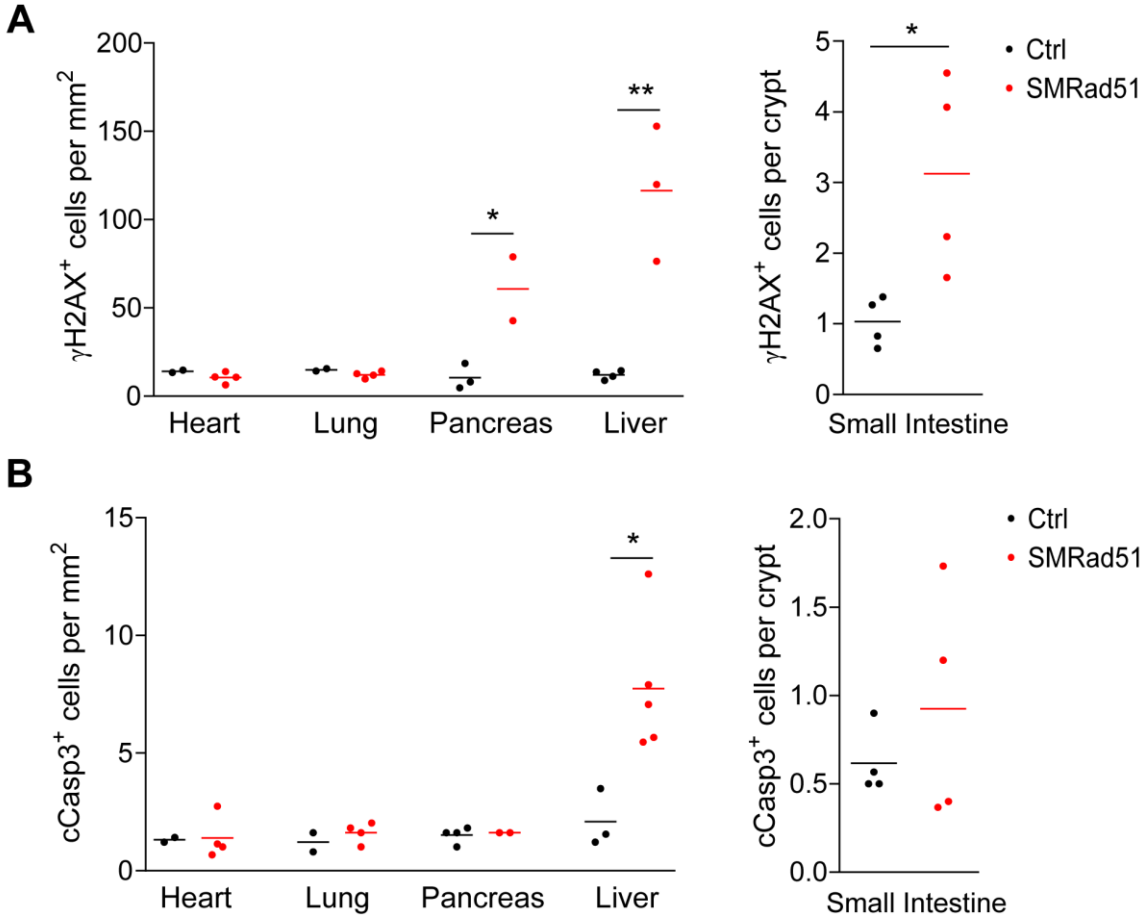 A
γH2AX⁺ cells per mm²
200
150
100
50
0
*
**
Heart Lung Pancreas Liver
γH2AX⁺ cells per crypt
5
4
3
2
1
0
*
Small Intestine
Ctrl
SMRad51
B
cCasp3⁺ cells per mm²
15
10
5
0
*
Heart Lung Pancreas Liver
cCasp3⁺ cells per crypt
2.0
1.5
1.0
0.5
0.0
Small Intestine
Ctrl
SMRad51